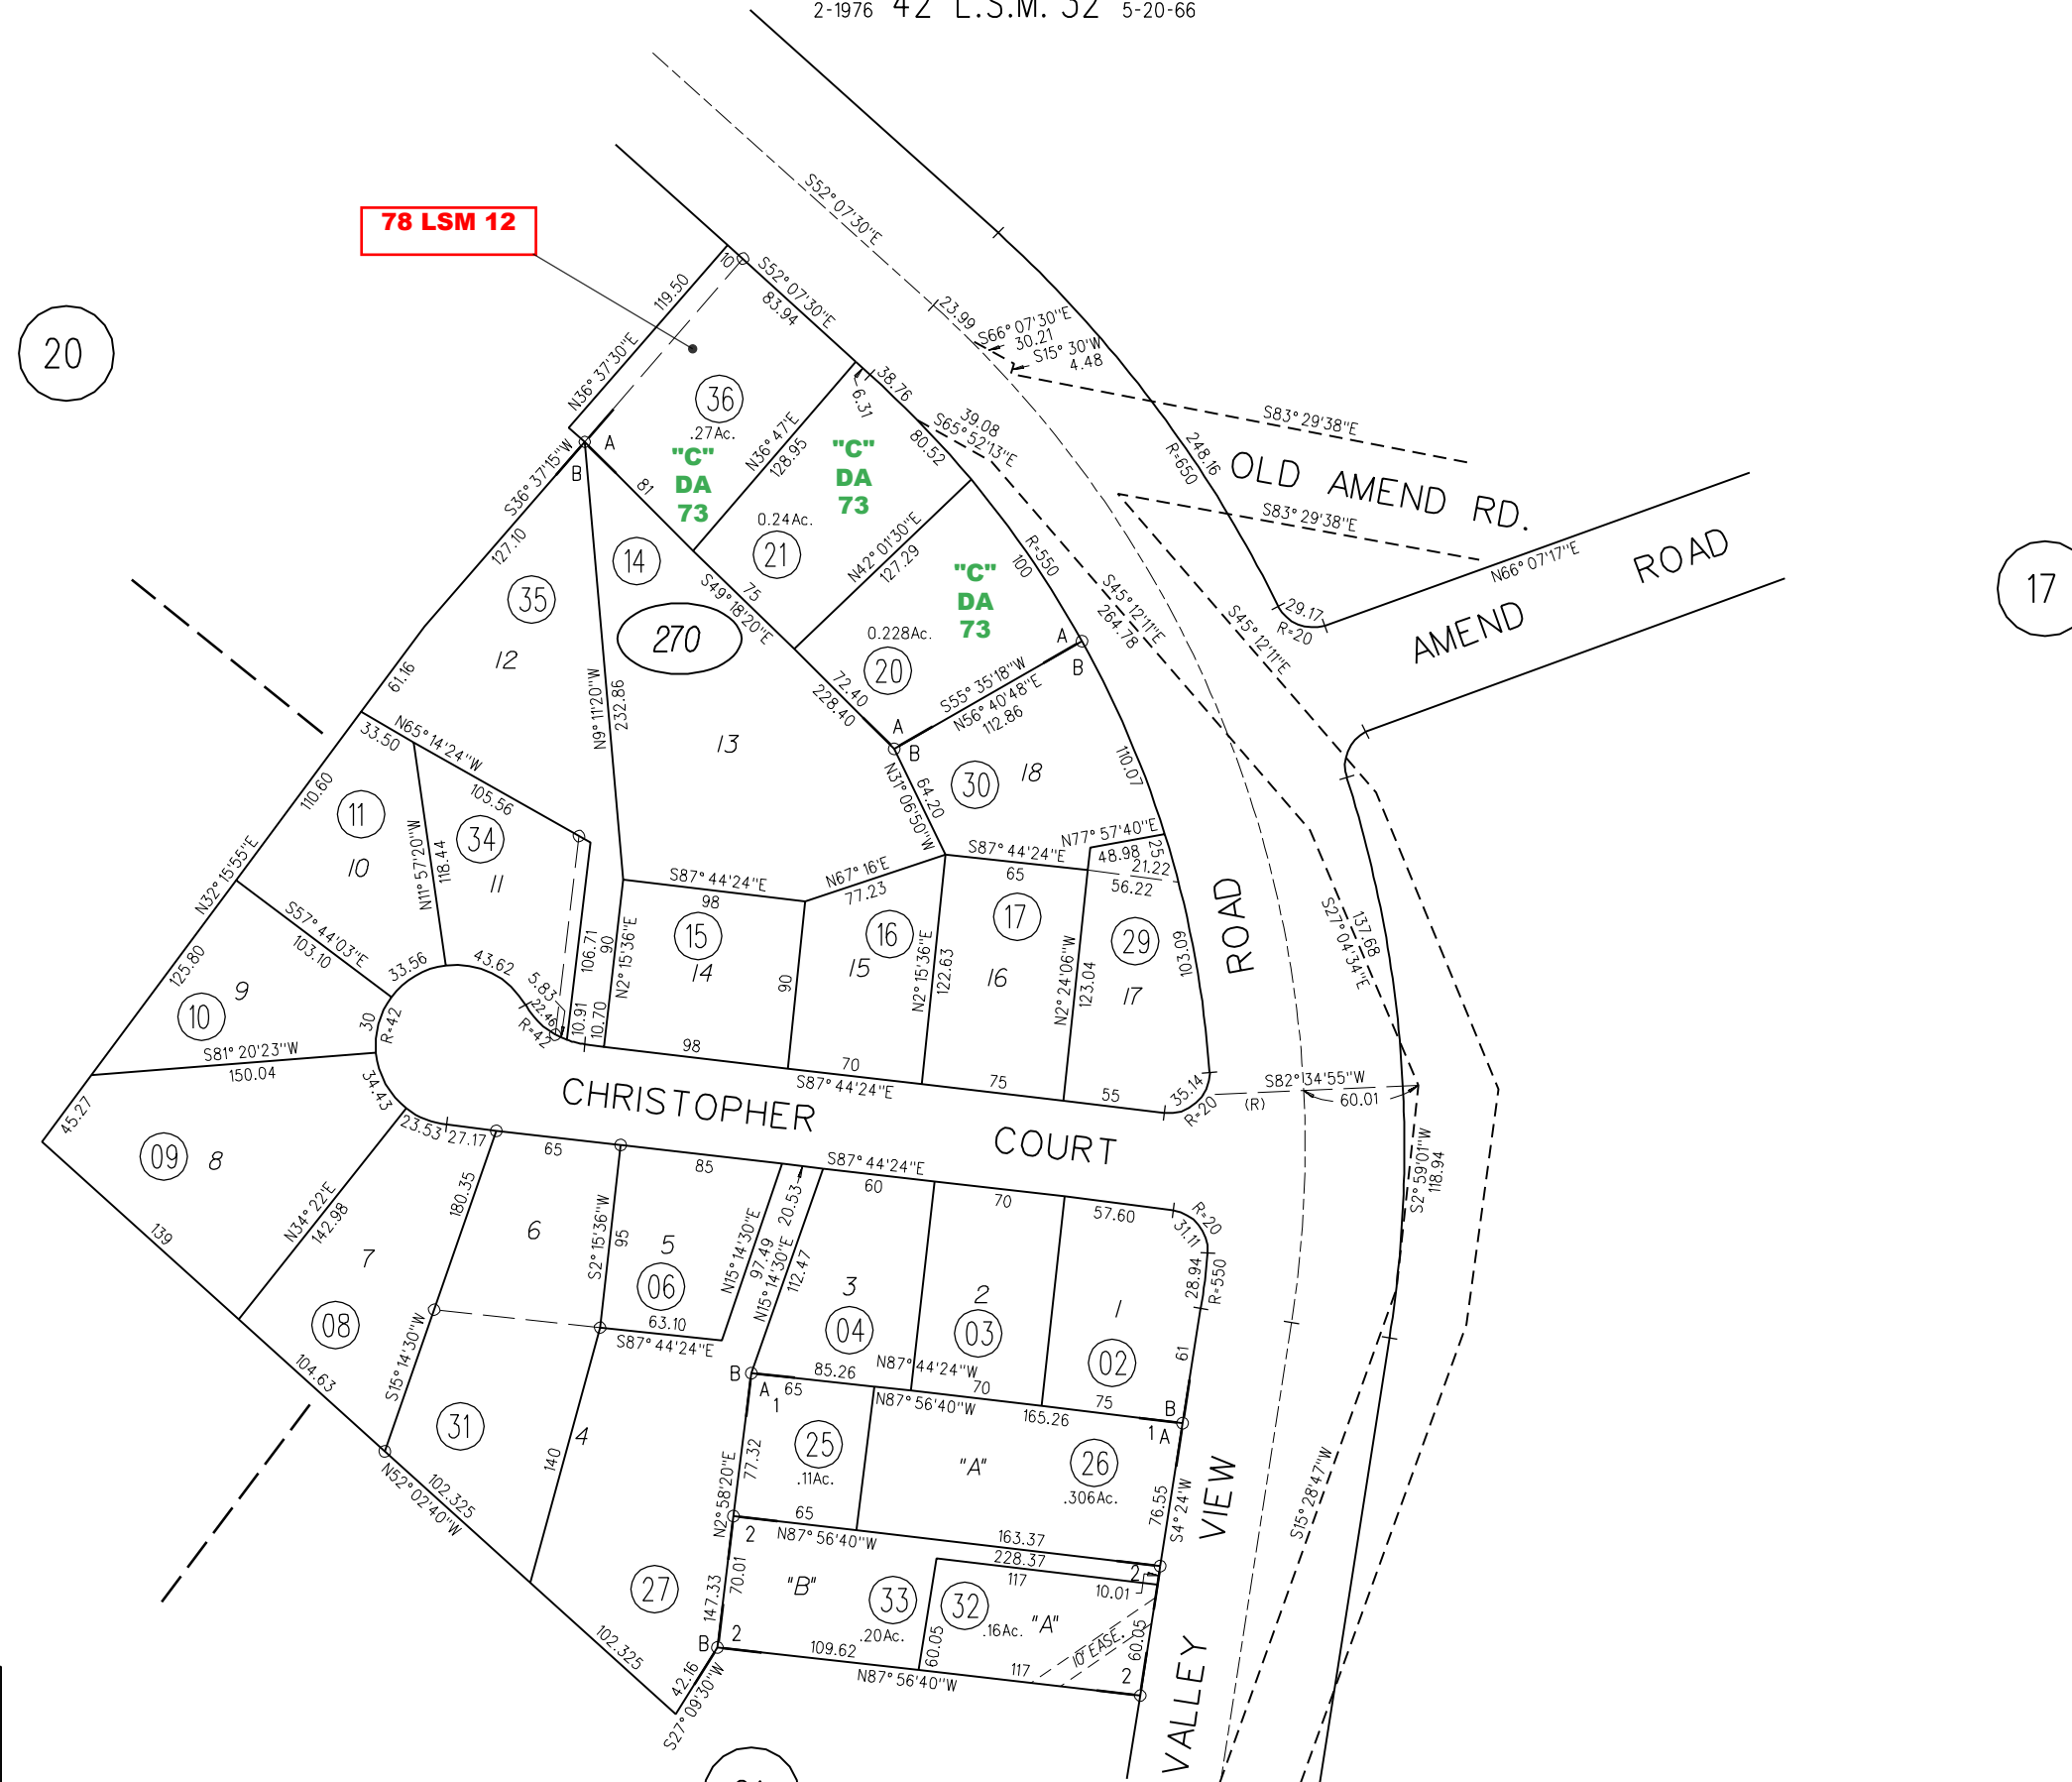 2-1976 42 L.S.M. 32 5-20-66
78 LSM 12
20
17
S52°07'30"E
23.99
S66°07'30"E
30.21
S15°30'W
4.48
S83°29'38"E
OLD AMEND RD.
S83°29'38"E
248.16
R=650
N66°07'17"E
AMEND ROAD
29.17
R=20
119.50
N36°37'30"E
10
S52°07'30"E
83.94
38.76
6.31
39.08
S65°52'13"E
80.52
36
.27Ac.
"C"
DA
73
N36°47'E
128.95
"C"
DA
73
0.24Ac.
21
N42°01'30"E
127.29
"C"
DA
73
0.228Ac.
20
R=550
100
S45°12'11"E
264.78
S45°12'11"E
A
B
81
S36°37'15"W
127.10
14
35
12
270
75
S49°18'20"E
72.40
228.40
N9°11'20"W
232.86
13
A
B
S55°35'18"W
N56°40'48"E
112.86
A
B
30
18
110.07
N31°06'50"W
64.20
61.16
N65°14'24"W
33.50
105.56
110.60
N32°15'55"E
11
10
N11°57'20"W
118.44
34
11
S87°44'24"E
98
N67°16'E
77.23
S87°44'24"E
65
N77°57'40"E
48.98
25
21.22
56.22
S57°44'03"E
103.10
125.80
9
10
33.56
43.62
5.83
22.46
R=42
30
R=42
106.71
90
N2°15'36"E
10.91
10.70
15
14
90
16
15
N2°15'36"E
122.63
17
16
N2°24'06"W
123.04
29
17
103.09
ROAD
S27°04'34"E
137.68
S81°20'23"W
150.04
34.43
45.27
98
70
S87°44'24"E
75
55
35.14
R=20
S82°34'55"W
(R)
60.01
CHRISTOPHER COURT
09
8
23.53
27.17
65
85
S87°44'24"E
60
70
57.60
R=20
31.11
28.94
R=550
S2°59'01"W
118.94
139
N34°22'E
142.98
7
180.35
6
S2°15'36"W
95
5
06
N15°14'30"E
97.49
20.53
N15°14'30"E
112.47
3
04
2
03
1
02
61
08
S15°14'30"W
104.63
63.10
S87°44'24"E
85.26
N87°44'24"W
70
75
B
A
65
1
N87°56'40"W
165.26
B
1
A
31
4
140
77.32
25
.11Ac.
"A"
26
.306Ac.
76.55
S4°24'W
VIEW
S15°28'47"W
102.325
N52°02'40"W
N2°58'20"E
65
N87°56'40"W
163.37
228.37
2
2
117
10.01
70.01
147.33
"B"
33
.20Ac.
32
.16Ac.
"A"
60.05
60.05
10' EASE.
27
B
2
109.62
117
2
N87°56'40"W
102.325
42.16
S27°09'30"W
VALLEY